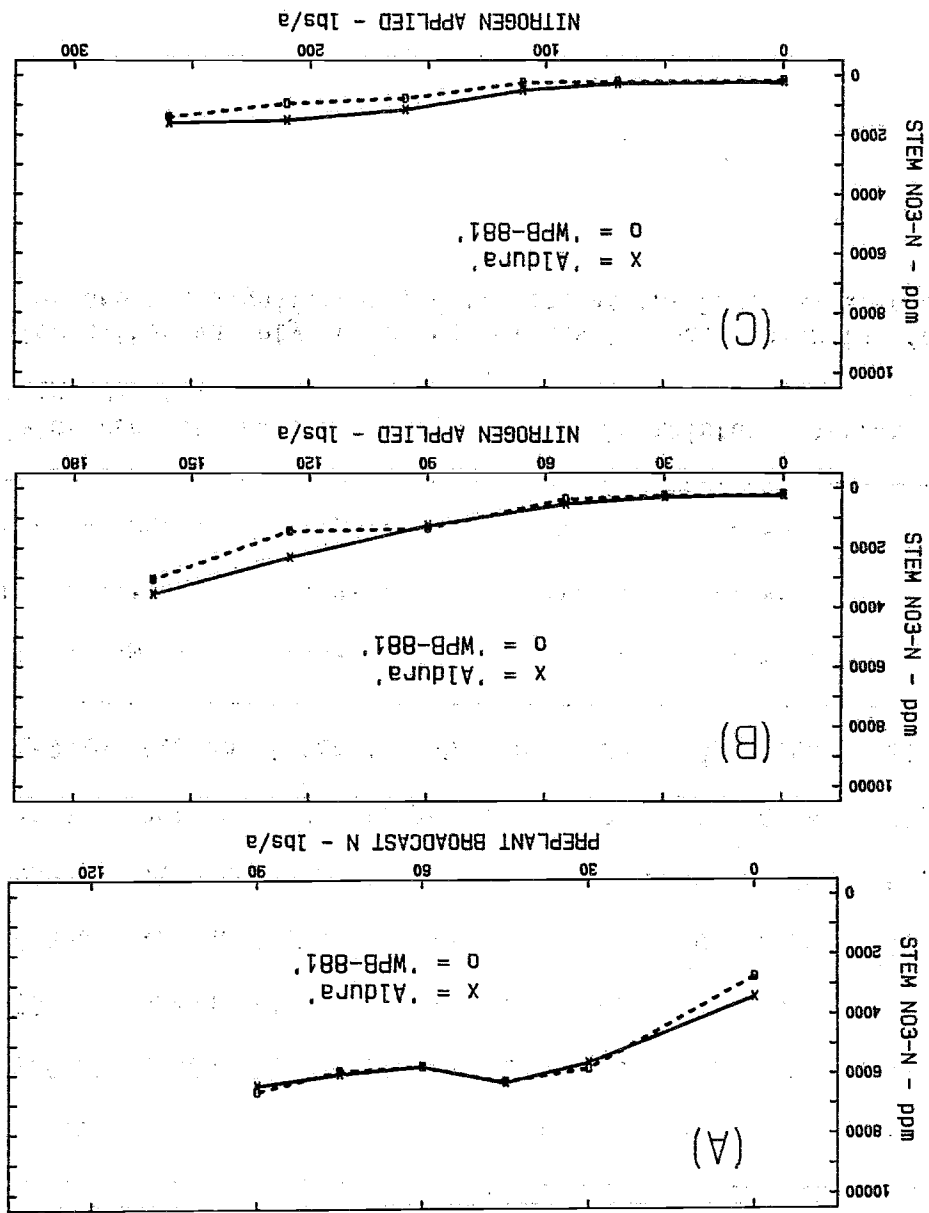 (A)
X = 'Aldura'
o = 'WPB-881'
STEM NO3-N - ppm
10000
8000
6000
4000
2000
0
0 30 60 90 120
PREPLANT BROADCAST N - lbs/a
(B)
X = 'Aldura'
o = 'WPB-881'
STEM NO3-N - ppm
10000
8000
6000
4000
2000
0
0 30 60 90 120 150 180
NITROGEN APPLIED - lbs/a
(C)
X = 'Aldura'
o = 'WPB-881'
STEM NO3-N - ppm
10000
8000
6000
4000
2000
0
0 100 200 300
NITROGEN APPLIED - lbs/a